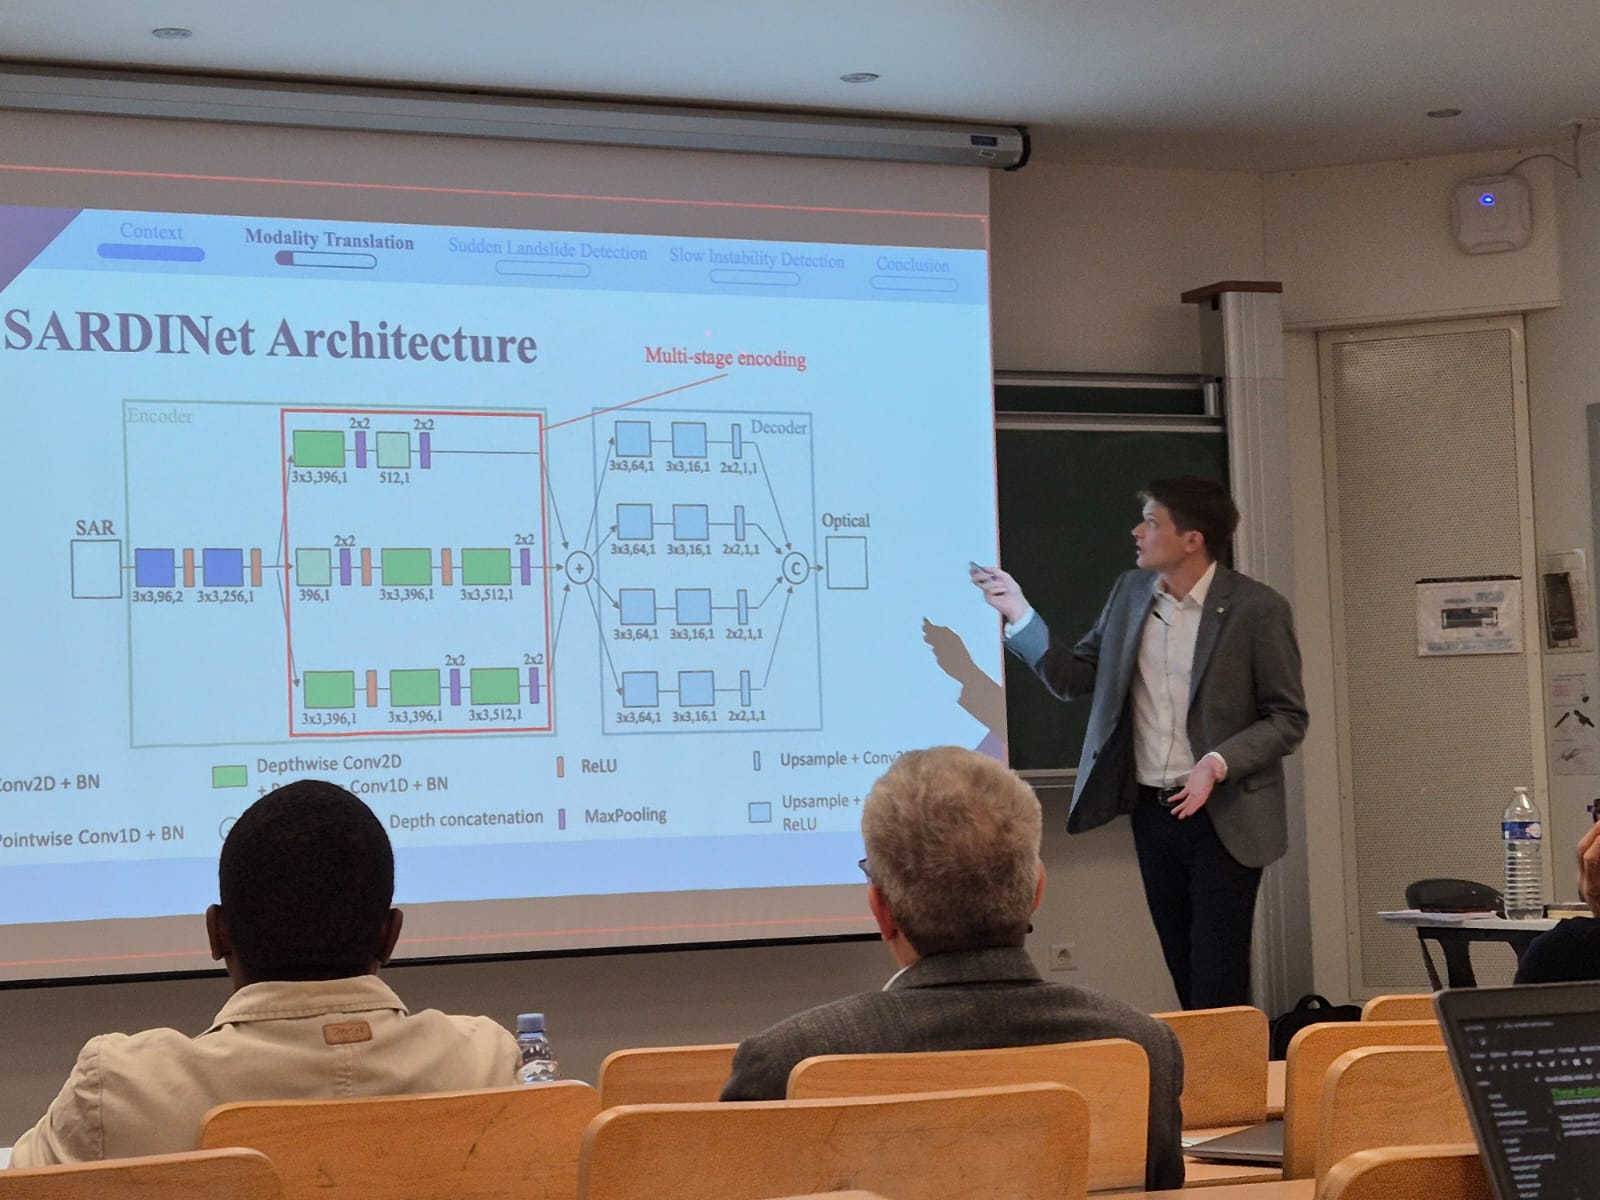 Context
Modality Translation
Sudden Landslide Detection
Slow Instability Detection
Conclusion
SARDINet Architecture
Multi-stage encoding
Encoder
Decoder
2x2 2x2
3x3,396,1 512,1
3x3,64,1 3x3,16,1 2x2,1,1
SAR
Optical
2x2 2x2
3x3,64,1 3x3,16,1 2x2,1,1
+
C
3x3,96,2 3x3,256,1 396,1 3x3,396,1 3x3,512,1
3x3,64,1 3x3,16,1 2x2,1,1
2x2 2x2
3x3,396,1 3x3,396,1 3x3,512,1
3x3,64,1 3x3,16,1 2x2,1,1
Conv2D + BN
Depthwise Conv2D
+ Conv1D + BN
ReLU
Upsample + Conv
Pointwise Conv1D + BN
Depth concatenation
MaxPooling
Upsample +
ReLU